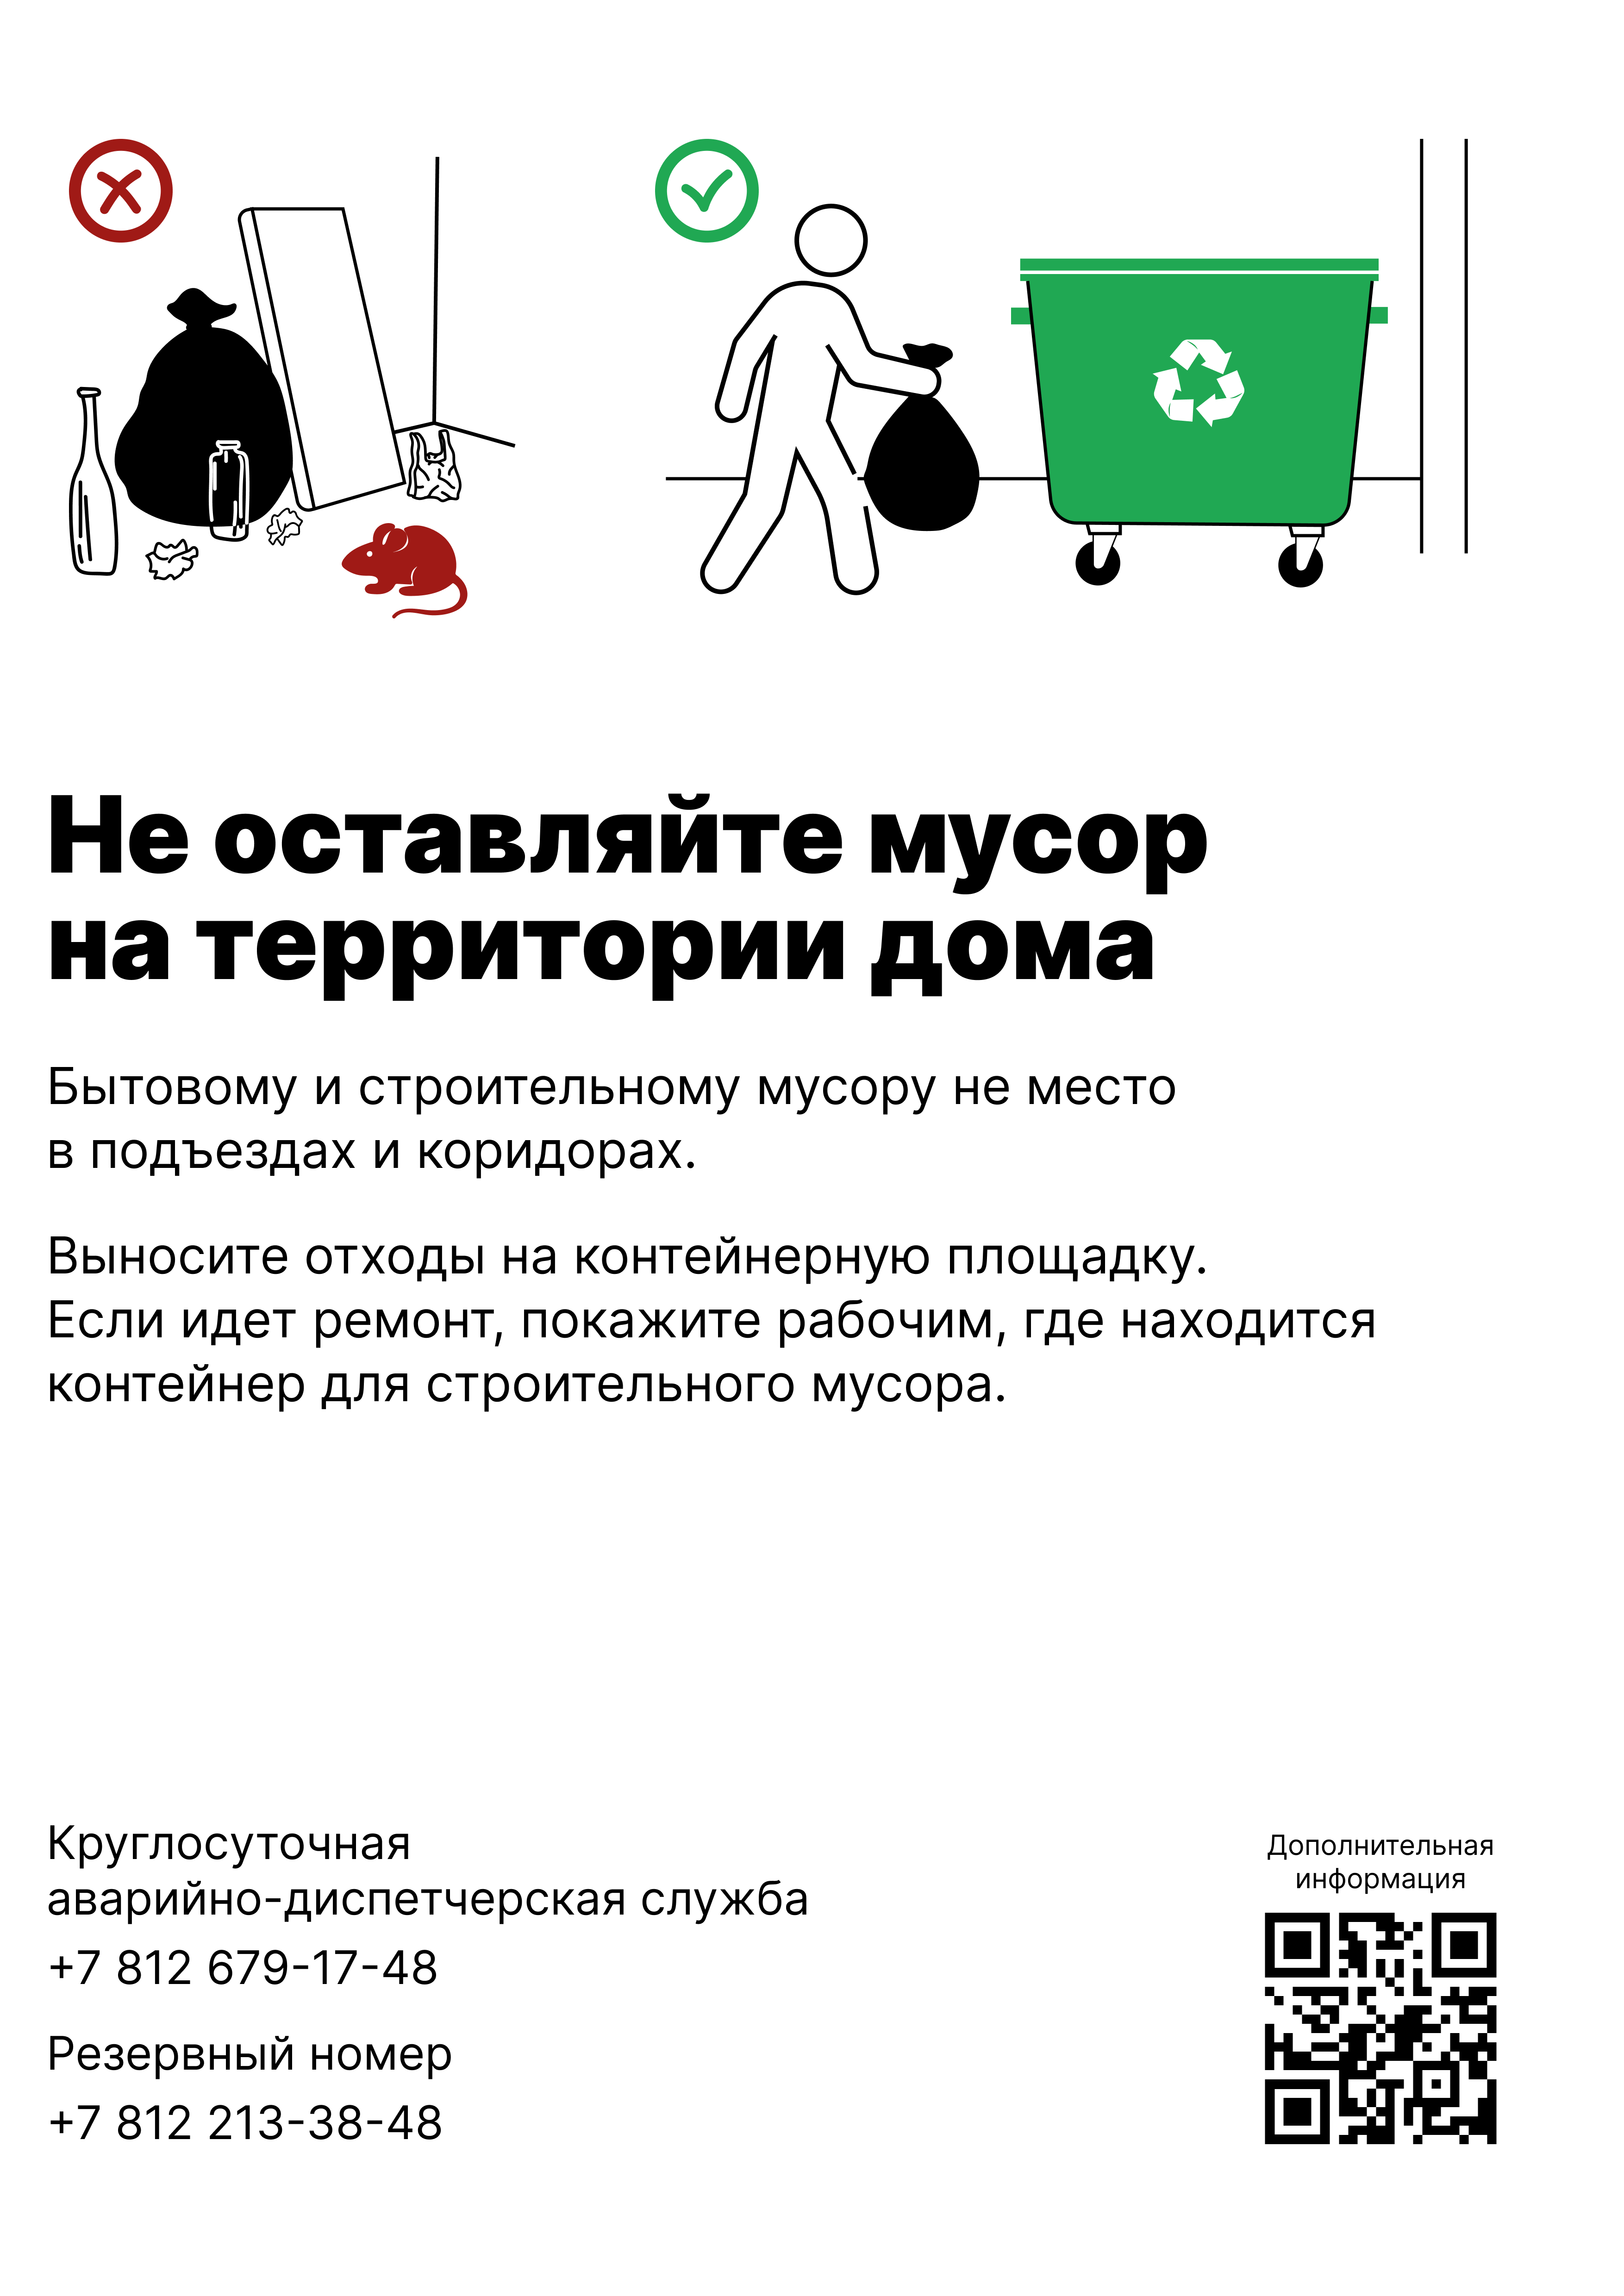 Не оставляйте мусор
на территории дома
Бытовому и строительному мусору не место
в подъездах и коридорах.
Выносите отходы на контейнерную площадку.
Если идет ремонт, покажите рабочим, где находится
контейнер для строительного мусора.
Круглосуточная
аварийно-диспетчерская служба
+7 812 679-17-48
Резервный номер
+7 812 213-38-48
Дополнительная
информация